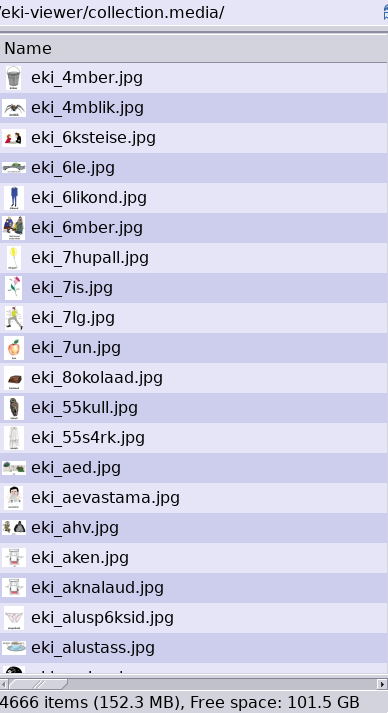 /eki-viewer/collection.media/
Name
eki_4mber.jpg
eki_4mblik.jpg
eki_6ksteise.jpg
eki_6le.jpg
eki_6likond.jpg
eki_6mber.jpg
eki_7hupall.jpg
eki_7is.jpg
eki_7lg.jpg
eki_7un.jpg
eki_8okolaad.jpg
eki_55kull.jpg
eki_55s4rk.jpg
eki_aed.jpg
eki_aevastama.jpg
eki_ahv.jpg
eki_aken.jpg
eki_aknalaud.jpg
eki_alusp6ksid.jpg
eki_alustass.jpg
4666 items (152.3 MB), Free space: 101.5 GB